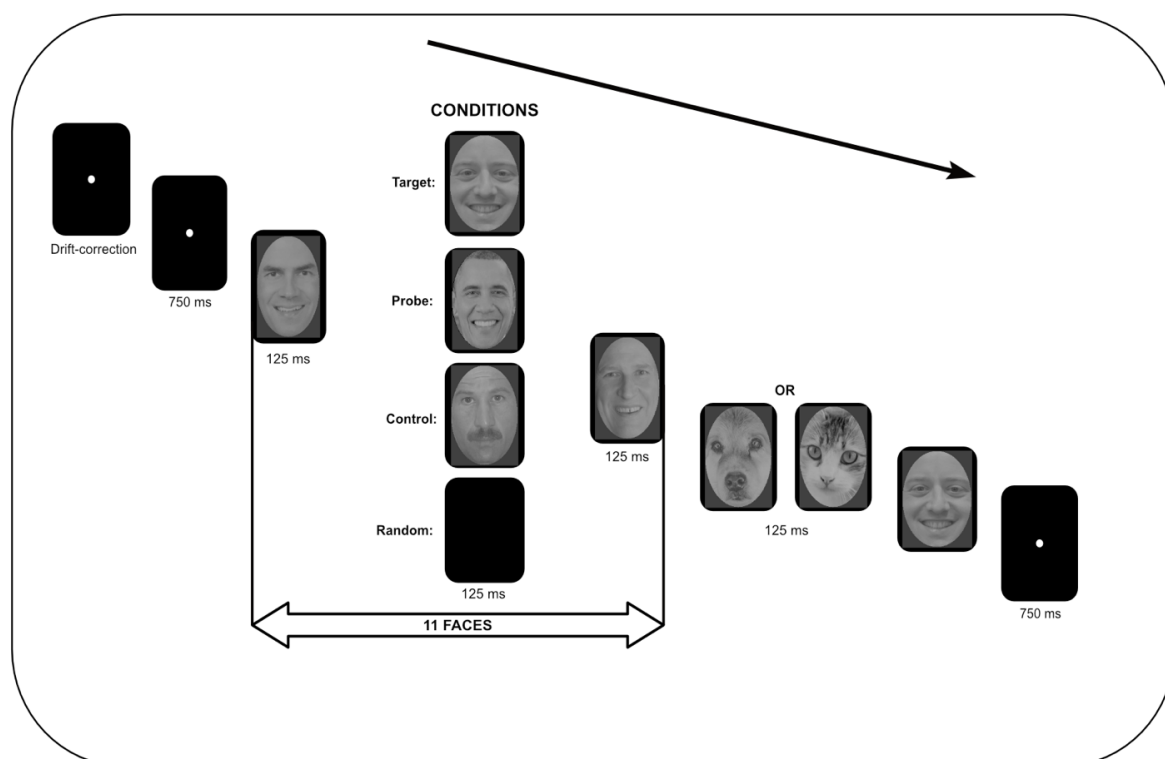 CONDITIONS
Target:
Drift-correction
750 ms
Probe:
125 ms
Control:
125 ms
OR
125 ms
Random:
125 ms
750 ms
11 FACES